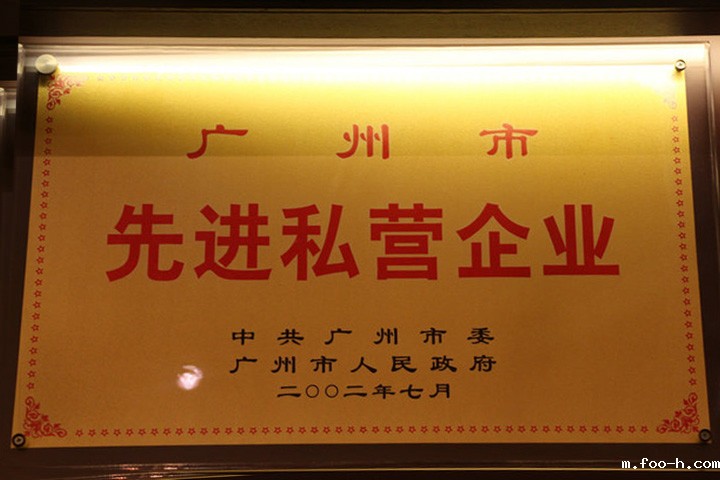 广州市
先进私营企业
中共广州市委
广州市人民政府
二〇〇二年七月
m.foo-h.com